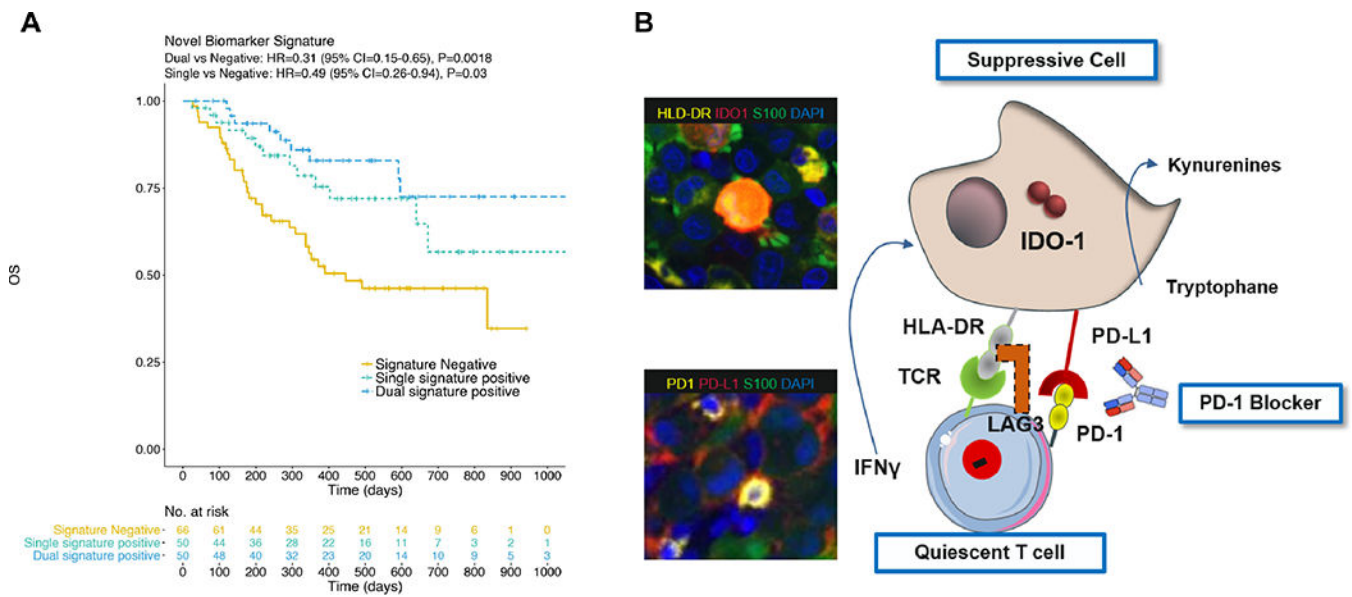 A
Novel Biomarker Signature
Dual vs Negative: HR=0.31 (95% CI=0.15-0.65), P=0.0018
Single vs Negative: HR=0.49 (95% CI=0.26-0.94), P=0.03
1.00
0.75
0.50
0.25
0.00
OS
Signature Negative
Single signature positive
Dual signature positive
0 100 200 300 400 500 600 700 800 900 1000
Time (days)
No. at risk
Signature Negative 66 61 44 35 25 21 14 9 6 1 0
Single signature positive 50 44 36 28 22 16 11 7 3 2 1
Dual signature positive 50 48 40 32 23 20 14 10 9 5 3
0 100 200 300 400 500 600 700 800 900 1000
Time (days)
B
HLD-DR IDO1 S100 DAPI
PD1 PD-L1 S100 DAPI
Suppressive Cell
Kynurenines
IDO-1
Tryptophane
HLA-DR
PD-L1
TCR
PD-1 Blocker
LAG3
PD-1
IFNγ
Quiescent T cell